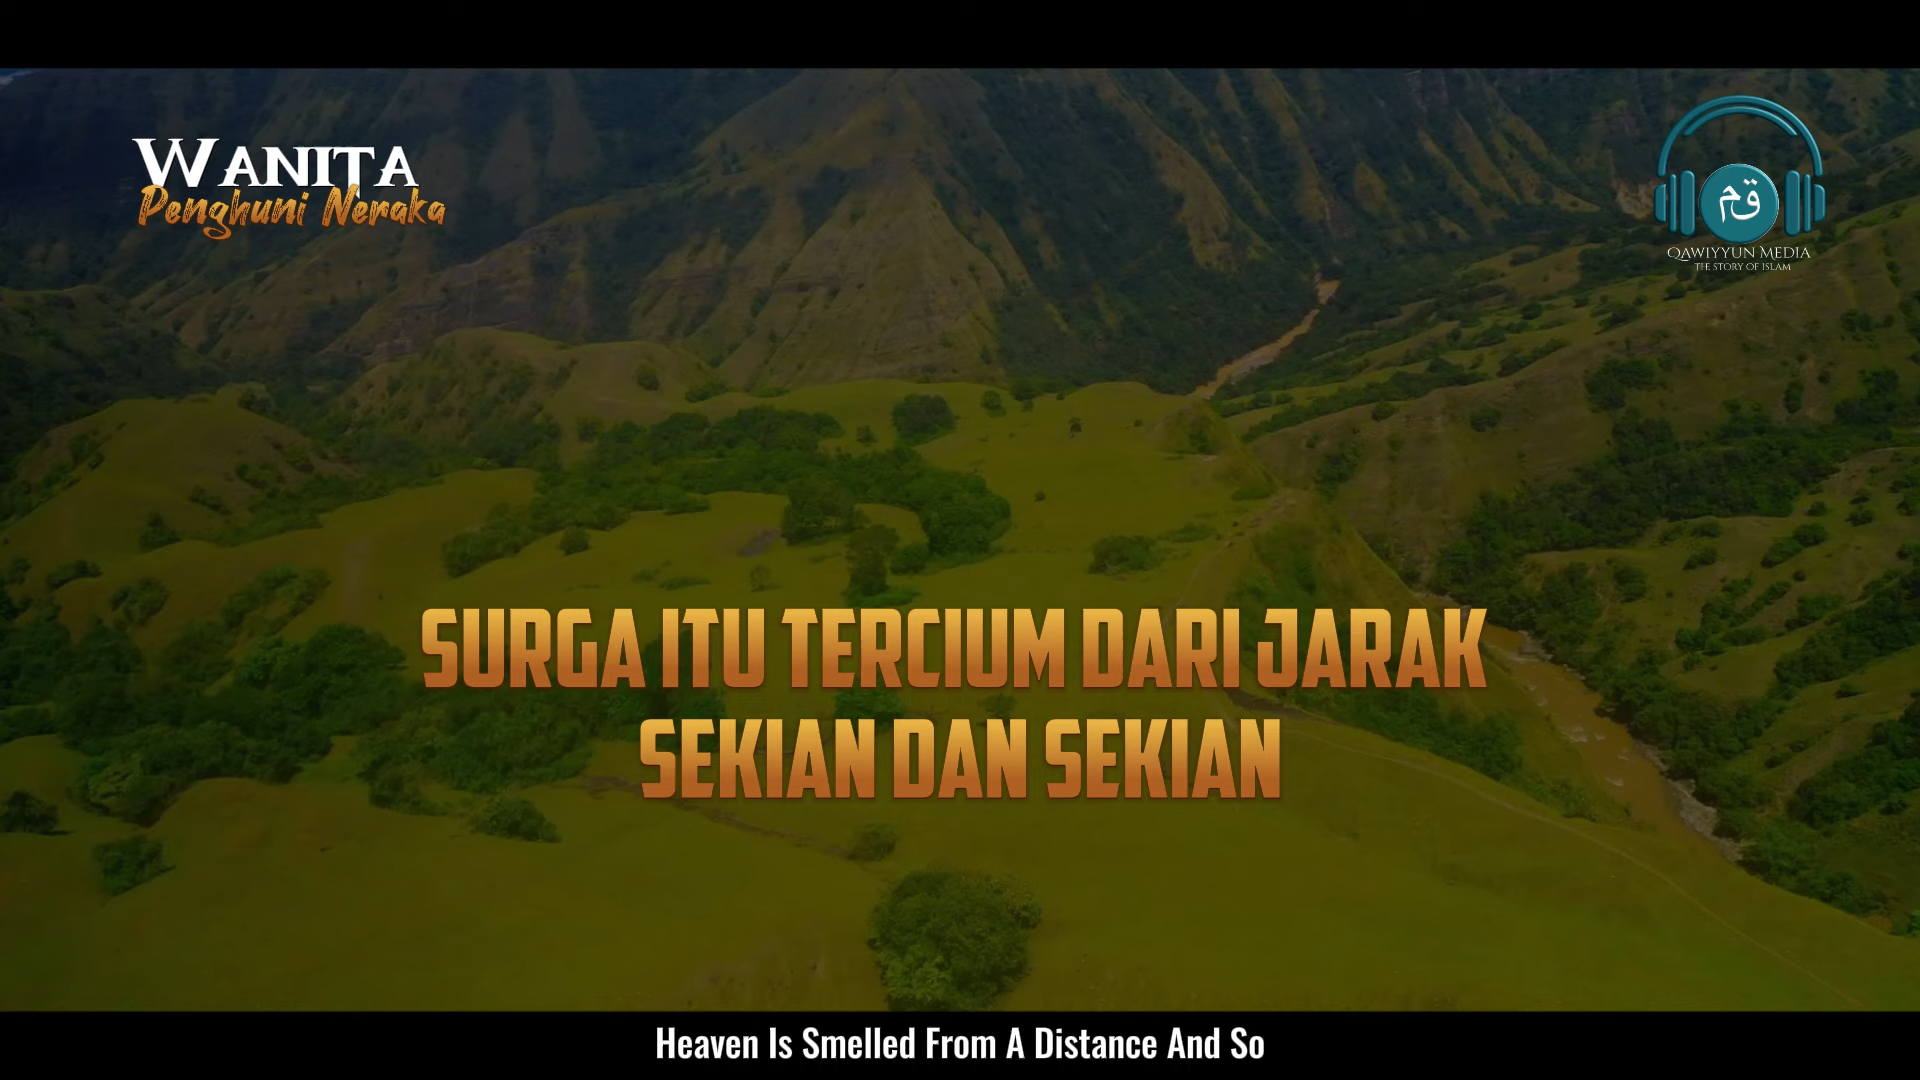 WANITA
Penghuni Neraka
قم
QAWIYYUN MEDIA
THE STORY OF ISLAM
SURGA ITU TERCIUM DARI JARAK
SEKIAN DAN SEKIAN
Heaven Is Smelled From A Distance And So